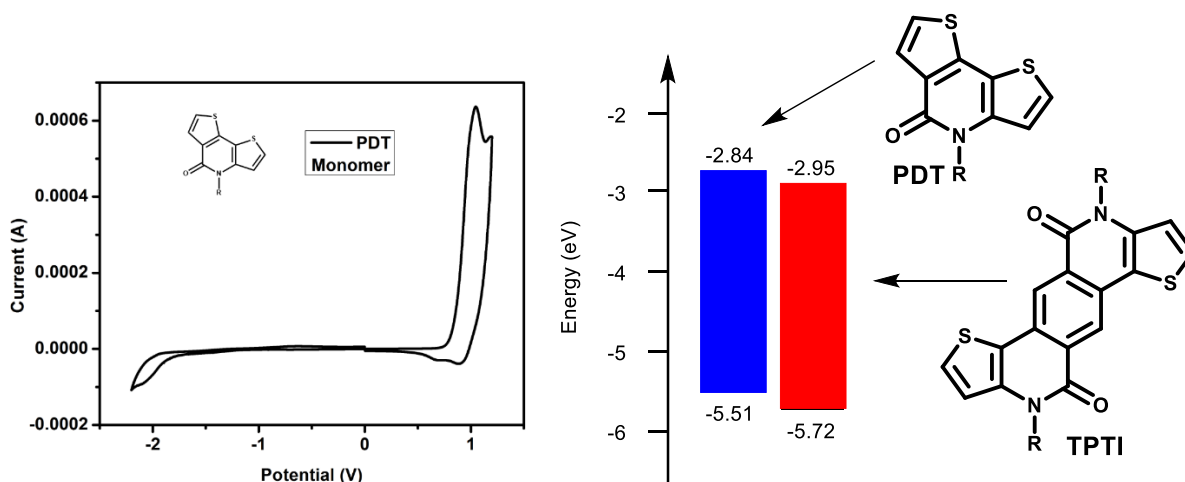 0.0006
0.0004
0.0002
0.0000
-0.0002
Current (A)
-2
-1
0
1
Potential (V)
S
S
O
N
R
PDT
Monomer
Energy (eV)
-2
-3
-4
-5
-6
-2.84
-2.95
-5.51
-5.72
S
S
O
N
R
PDT
R
O
N
S
S
N
O
R
TPTI